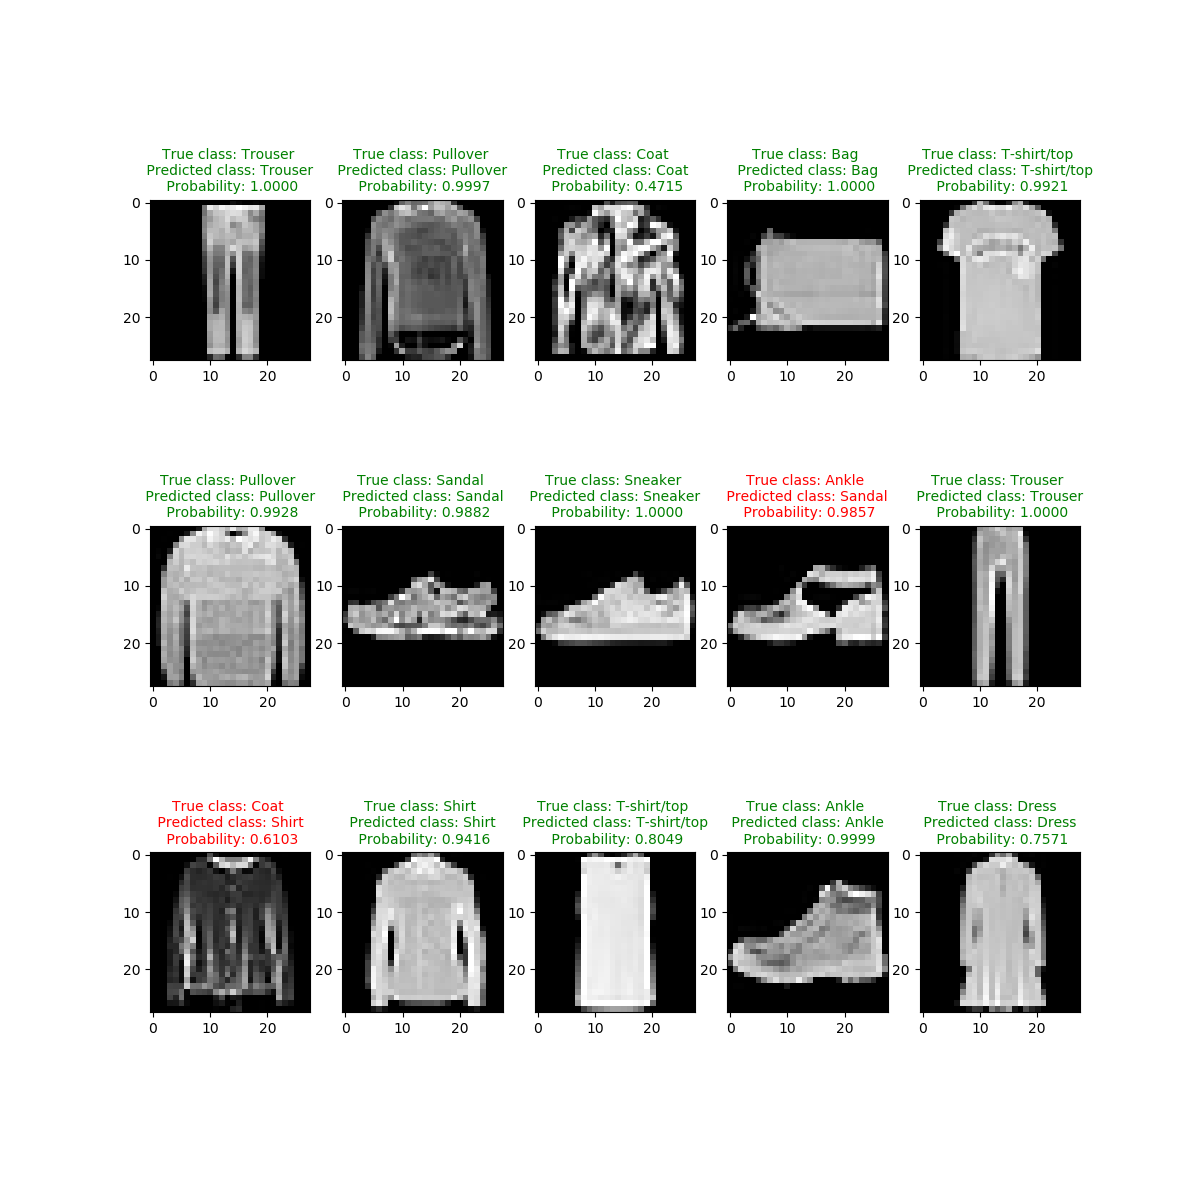 True class: Trouser
Predicted class: Trouser
Probability: 1.0000
True class: Pullover
Predicted class: Pullover
Probability: 0.9997
True class: Coat
Predicted class: Coat
Probability: 0.4715
True class: Bag
Predicted class: Bag
Probability: 1.0000
True class: T-shirt/top
Predicted class: T-shirt/top
Probability: 0.9921
0
10
20
0 10 20
0
10
20
0 10 20
0
10
20
0 10 20
0
10
20
0 10 20
0
10
20
0 10 20
True class: Pullover
Predicted class: Pullover
Probability: 0.9928
True class: Sandal
Predicted class: Sandal
Probability: 0.9882
True class: Sneaker
Predicted class: Sneaker
Probability: 1.0000
True class: Ankle
Predicted class: Sandal
Probability: 0.9857
True class: Trouser
Predicted class: Trouser
Probability: 1.0000
0
10
20
0 10 20
0
10
20
0 10 20
0
10
20
0 10 20
0
10
20
0 10 20
0
10
20
0 10 20
True class: Coat
Predicted class: Shirt
Probability: 0.6103
True class: Shirt
Predicted class: Shirt
Probability: 0.9416
True class: T-shirt/top
Predicted class: T-shirt/top
Probability: 0.8049
True class: Ankle
Predicted class: Ankle
Probability: 0.9999
True class: Dress
Predicted class: Dress
Probability: 0.7571
0
10
20
0 10 20
0
10
20
0 10 20
0
10
20
0 10 20
0
10
20
0 10 20
0
10
20
0 10 20